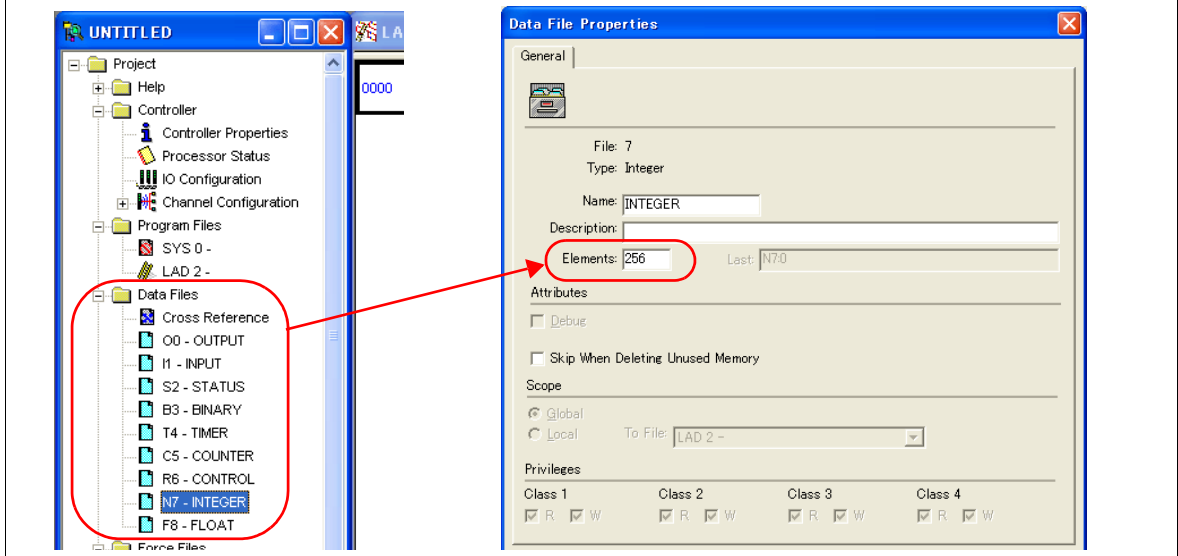 UNTITLED
LA
Project
Help
Controller
Controller Properties
Processor Status
IO Configuration
Channel Configuration
Program Files
SYS 0 -
LAD 2 -
Data Files
Cross Reference
O0 - OUTPUT
I1 - INPUT
S2 - STATUS
B3 - BINARY
T4 - TIMER
C5 - COUNTER
R6 - CONTROL
N7 - INTEGER
F8 - FLOAT
Force Files
0000
Data File Properties
General
File: 7
Type: Integer
Name: INTEGER
Description:
Elements: 256 Last: N7:0
Attributes
Debug
Skip When Deleting Unused Memory
Scope
Global
Local To File: LAD 2 -
Privileges
Class 1 Class 2 Class 3 Class 4
R W R W R W R W